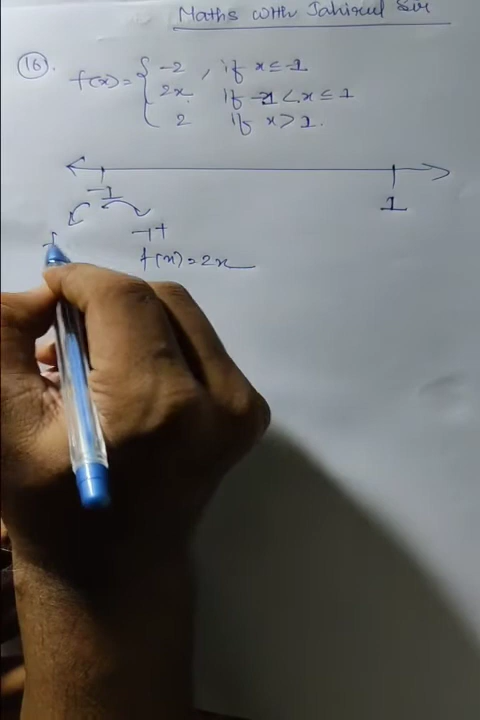 Maths with Jahirul Sir
(16). f(x) = { -2 , if x ≤ -1
2x. if -1 < x ≤ 1
2 if x > 1.
-1 1
-1+
f(x) = 2x